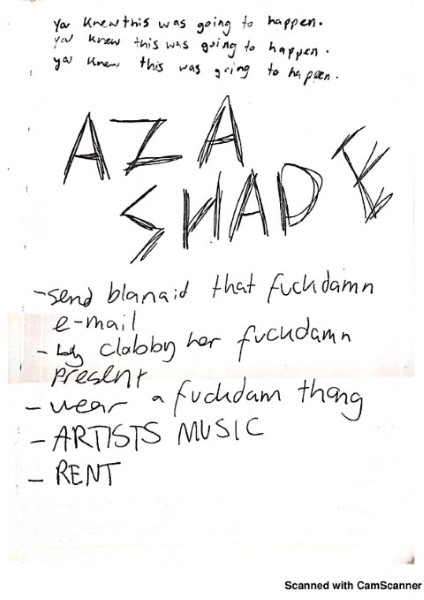 you knew this was going to happen.
you knew this was going to happen.
you knew this was going to happen.
AZA
SHADE
- send blanaid that fuckdamn
e-mail
- clabby her fuckdamn
present
- wear a fuckdam thang
- ARTISTS MUSIC
- RENT
Scanned with CamScanner